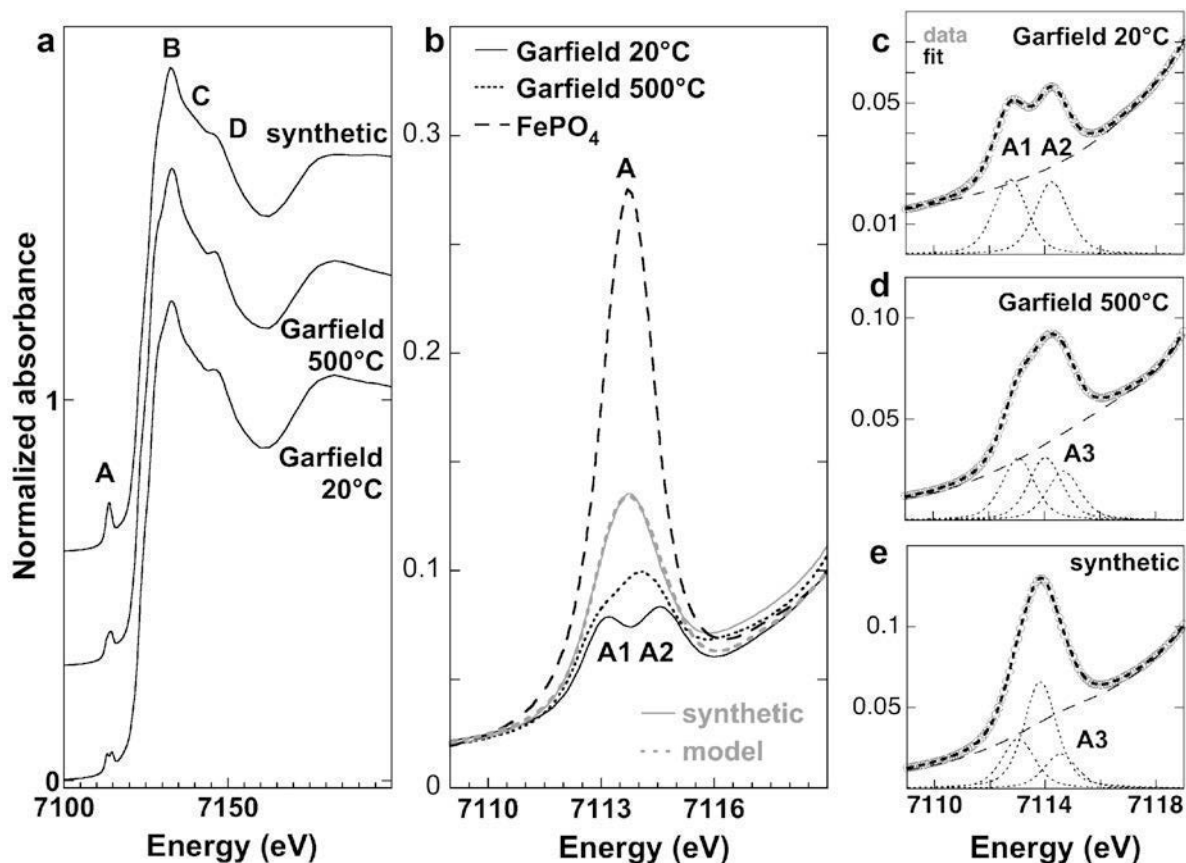 a
B
C
D
synthetic
Garfield
500°C
Garfield
20°C
A
1
0
7100
7150
Energy (eV)
Normalized absorbance
b
Garfield 20°C
Garfield 500°C
FePO4
A
A1 A2
synthetic
model
0.3
0.2
0.1
0
7110
7113
7116
Energy (eV)
c
data
fit
Garfield 20°C
A1 A2
0.05
0.01
d
Garfield 500°C
A3
0.10
0.05
e
synthetic
A3
0.1
0.05
7110
7114
7118
Energy (eV)